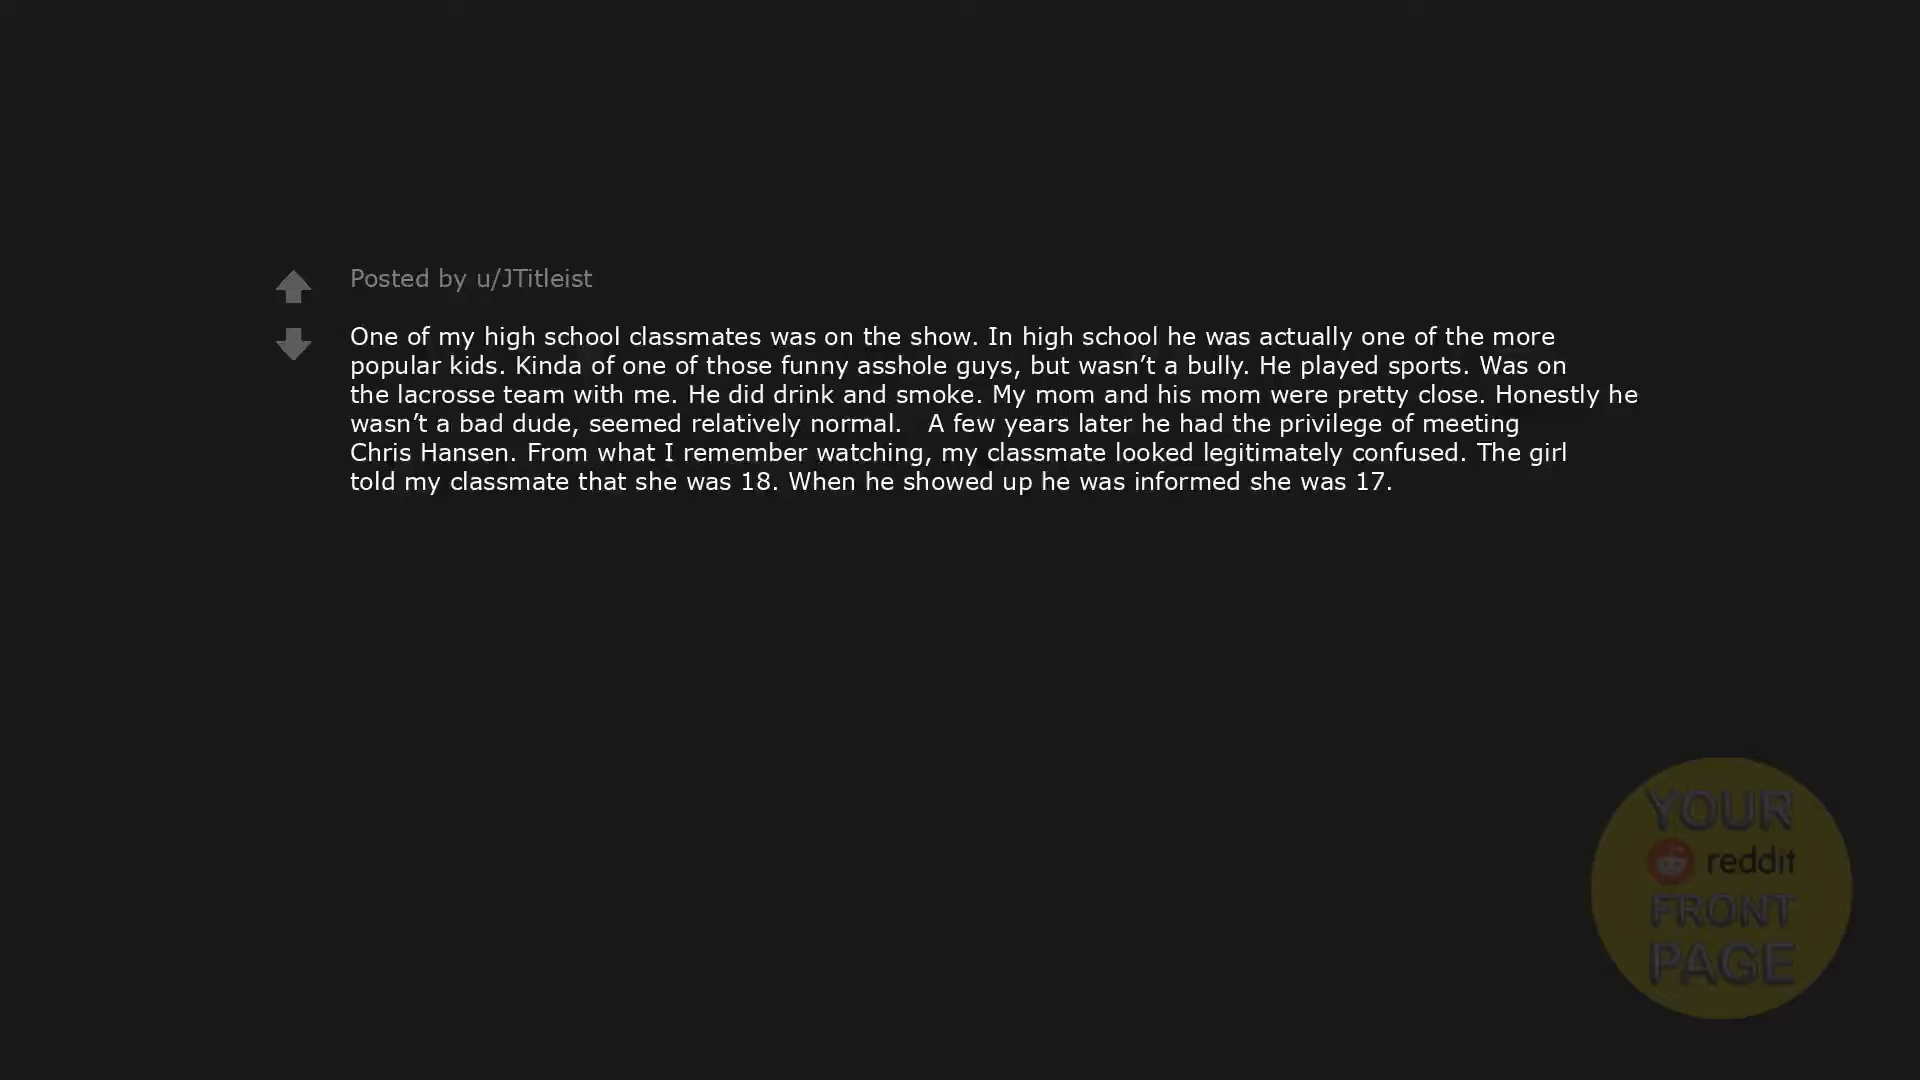 Posted by u/JTitleist
One of my high school classmates was on the show. In high school he was actually one of the more
popular kids. Kinda of one of those funny asshole guys, but wasn’t a bully. He played sports. Was on
the lacrosse team with me. He did drink and smoke. My mom and his mom were pretty close. Honestly he
wasn’t a bad dude, seemed relatively normal.   A few years later he had the privilege of meeting
Chris Hansen. From what I remember watching, my classmate looked legitimately confused. The girl
told my classmate that she was 18. When he showed up he was informed she was 17.
YOUR
reddit
FRONT
PAGE